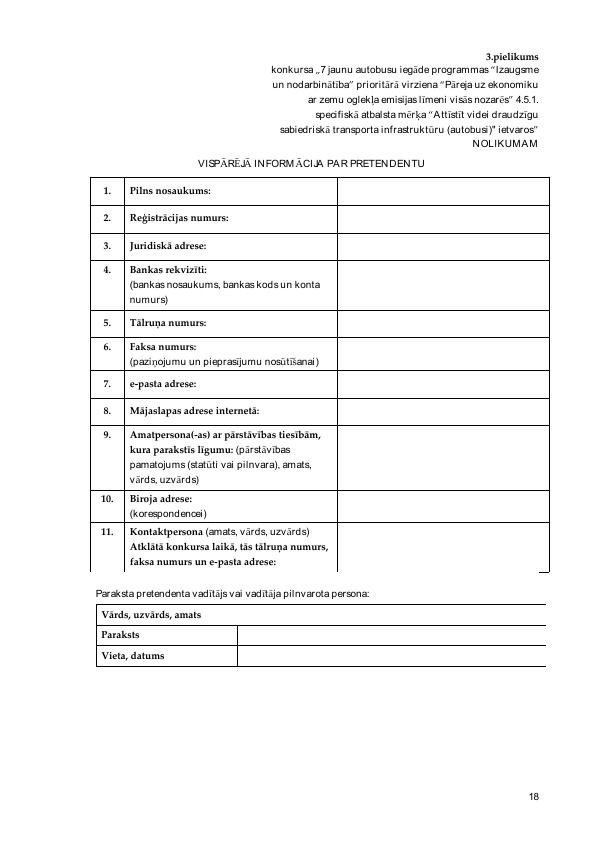 3.pielikums
konkursa „7 jaunu autobusu iegāde programmas “Izaugsme
un nodarbinātība” prioritārā virziena “Pāreja uz ekonomiku
ar zemu oglekļa emisijas līmeni visās nozarēs” 4.5.1.
specifiskā atbalsta mērķa “Attīstīt videi draudzīgu
sabiedriskā transporta infrastruktūru (autobusi)” ietvaros”
NOLIKUMAM
VISPĀRĒJĀ INFORMĀCIJA PAR PRETENDENTU
1. Pilns nosaukums:
2. Reģistrācijas numurs:
3. Juridiskā adrese:
4. Bankas rekvizīti:
(bankas nosaukums, bankas kods un konta
numurs)
5. Tālruņa numurs:
6. Faksa numurs:
(paziņojumu un pieprasījumu nosūtīšanai)
7. e-pasta adrese:
8. Mājaslapas adrese internetā:
9. Amatpersona(-as) ar pārstāvības tiesībām,
kura parakstīs līgumu: (pārstāvības
pamatojums (statūti vai pilnvara), amats,
vārds, uzvārds)
10. Biroja adrese:
(korespondencei)
11. Kontaktpersona (amats, vārds, uzvārds)
Atklātā konkursa laikā, tās tālruņa numurs,
faksa numurs un e-pasta adrese:
Paraksta pretendenta vadītājs vai vadītāja pilnvarota persona:
Vārds, uzvārds, amats
Paraksts
Vieta, datums
18